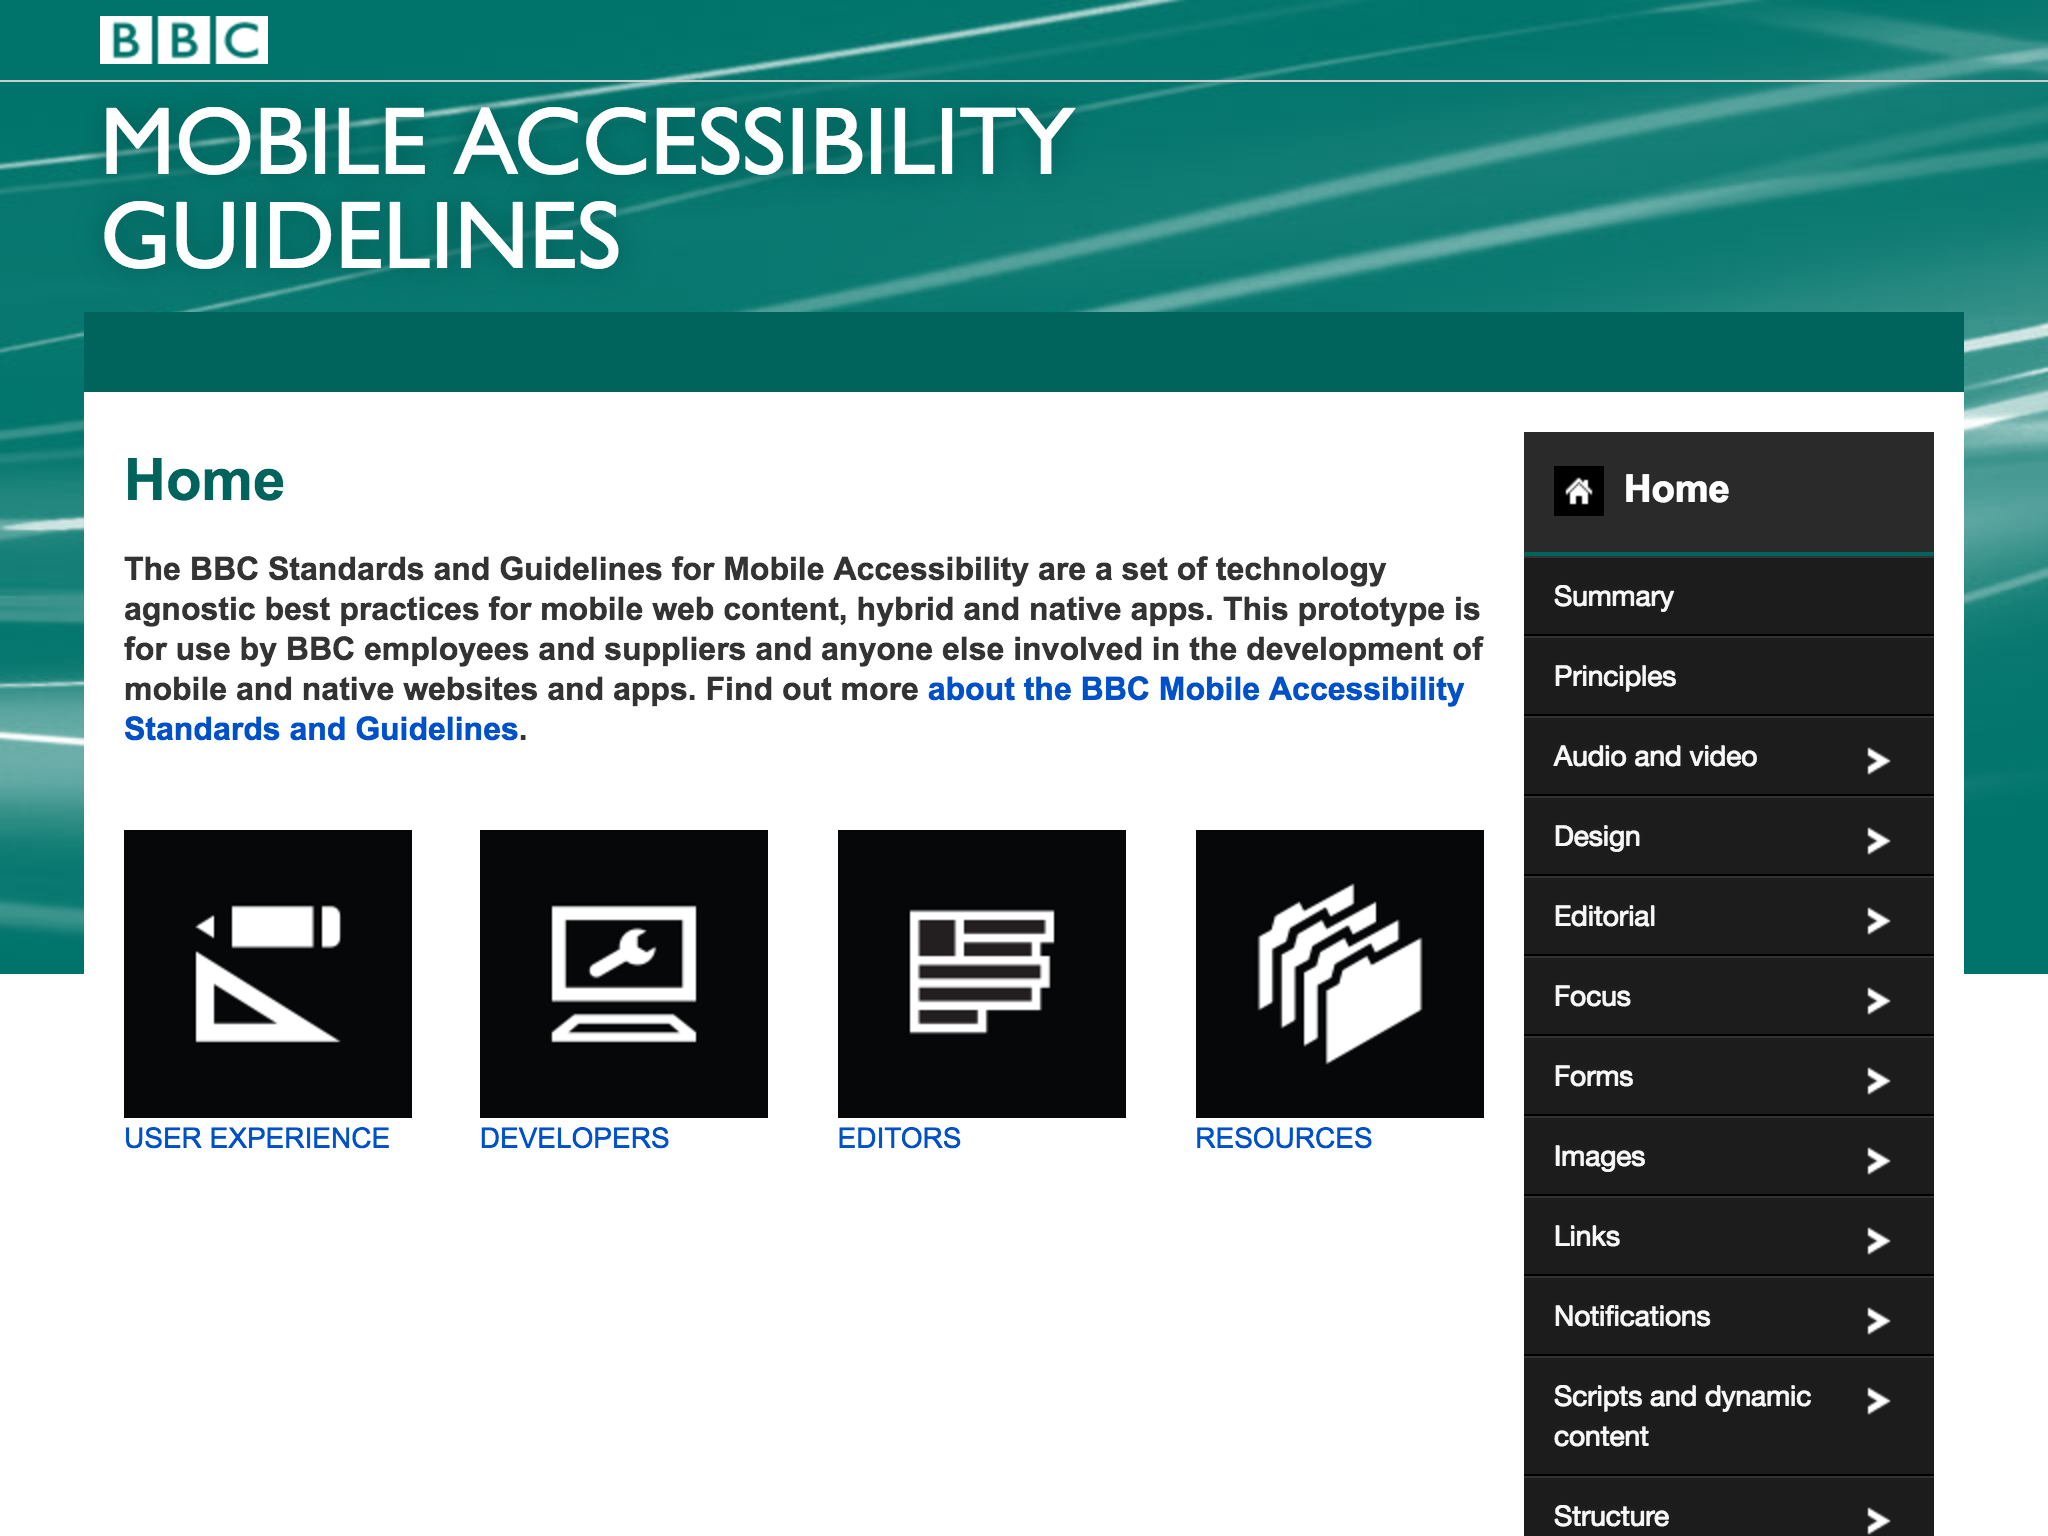 BBC
MOBILE ACCESSIBILITY
GUIDELINES
Home
The BBC Standards and Guidelines for Mobile Accessibility are a set of technology
agnostic best practices for mobile web content, hybrid and native apps. This prototype is
for use by BBC employees and suppliers and anyone else involved in the development of
mobile and native websites and apps. Find out more about the BBC Mobile Accessibility
Standards and Guidelines.
USER EXPERIENCE
DEVELOPERS
EDITORS
RESOURCES
Home
Summary
Principles
Audio and video
Design
Editorial
Focus
Forms
Images
Links
Notifications
Scripts and dynamic
content
Structure